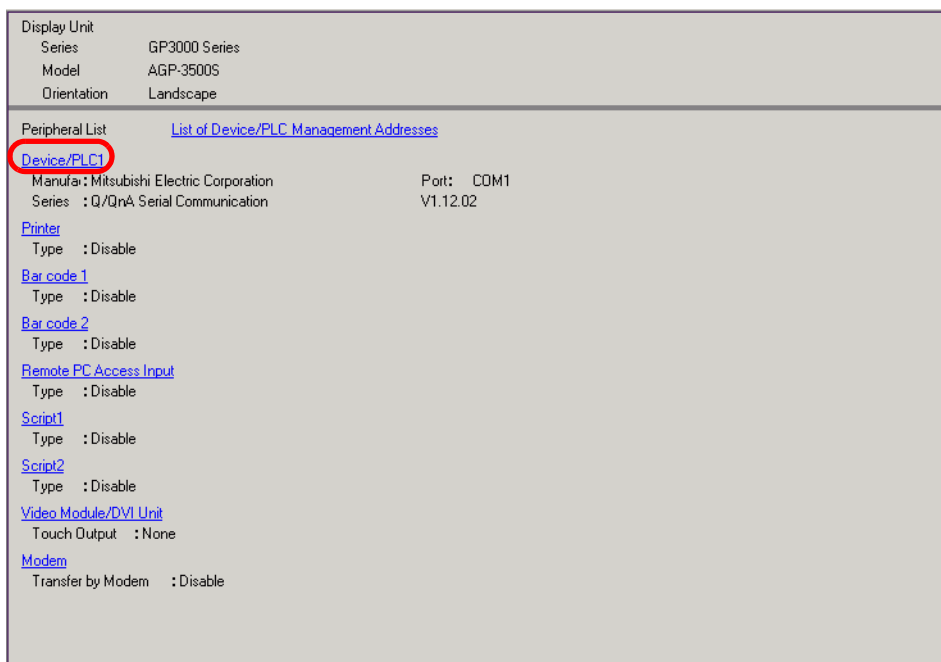 Display Unit
Series GP3000 Series
Model AGP-3500S
Orientation Landscape
Peripheral List List of Device/PLC Management Addresses
Device/PLC1
Manufa: Mitsubishi Electric Corporation Port: COM1
Series : Q/QnA Serial Communication V1.12.02
Printer
Type : Disable
Bar code 1
Type : Disable
Bar code 2
Type : Disable
Remote PC Access Input
Type : Disable
Script1
Type : Disable
Script2
Type : Disable
Video Module/DVI Unit
Touch Output : None
Modem
Transfer by Modem : Disable